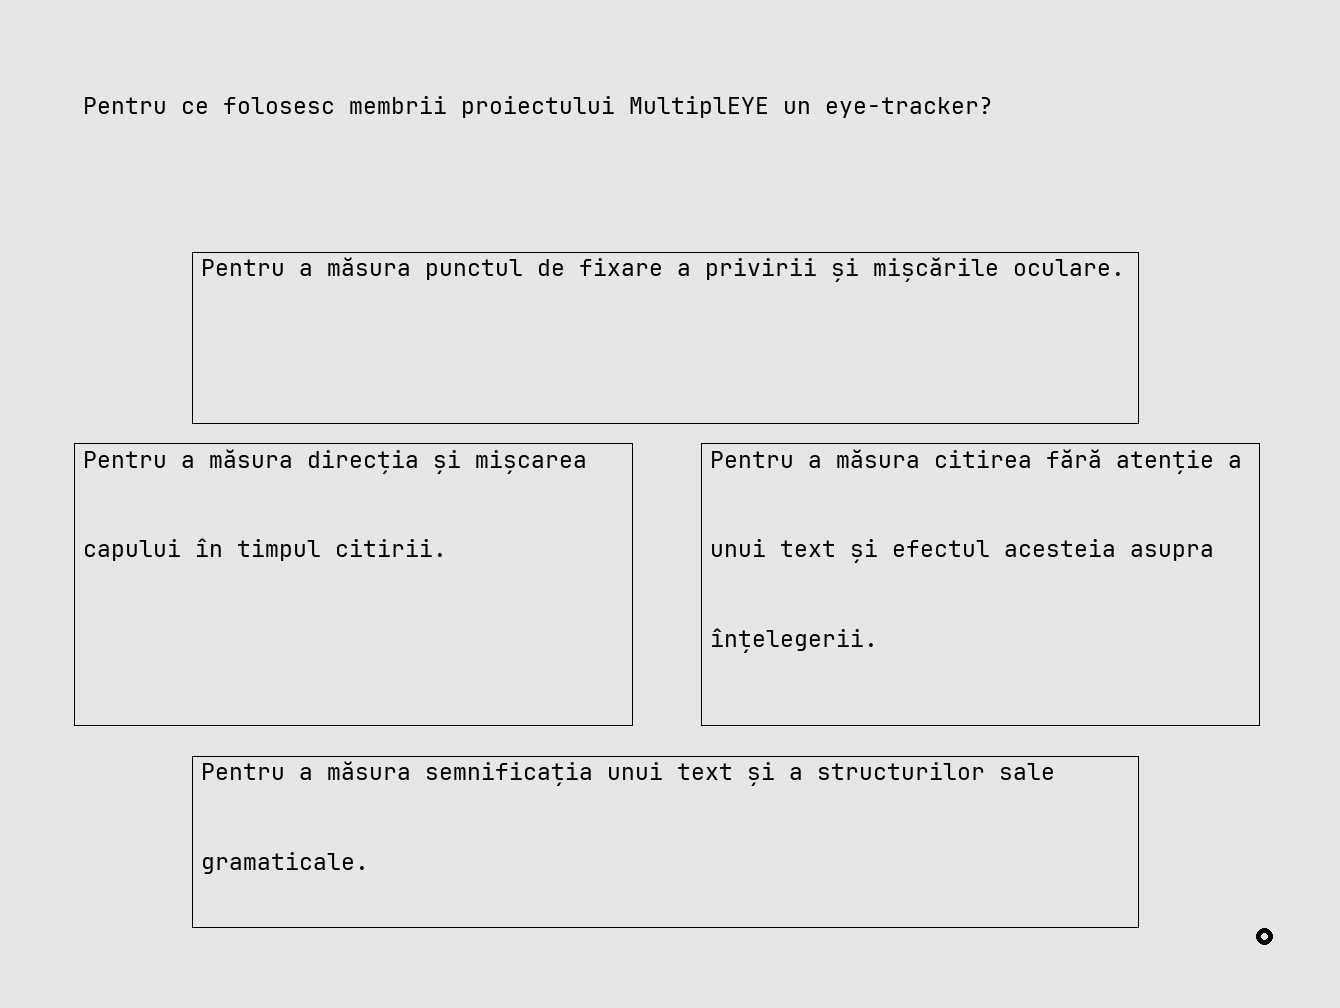 Pentru ce folosesc membrii proiectului MultiplEYE un eye-tracker?
Pentru a măsura punctul de fixare a privirii și mișcările oculare.
Pentru a măsura direcția și mișcarea
capului în timpul citirii.
Pentru a măsura citirea fără atenție a
unui text și efectul acesteia asupra
înțelegerii.
Pentru a măsura semnificația unui text și a structurilor sale
gramaticale.